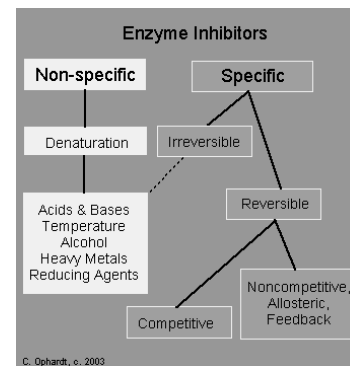 Enzyme Inhibitors
Non-specific
Specific
Denaturation
Irreversible
Acids & Bases
Temperature
Alcohol
Heavy Metals
Reducing Agents
Reversible
Competitive
Noncompetitive,
Allosteric,
Feedback
C. Ophardt, c. 2003